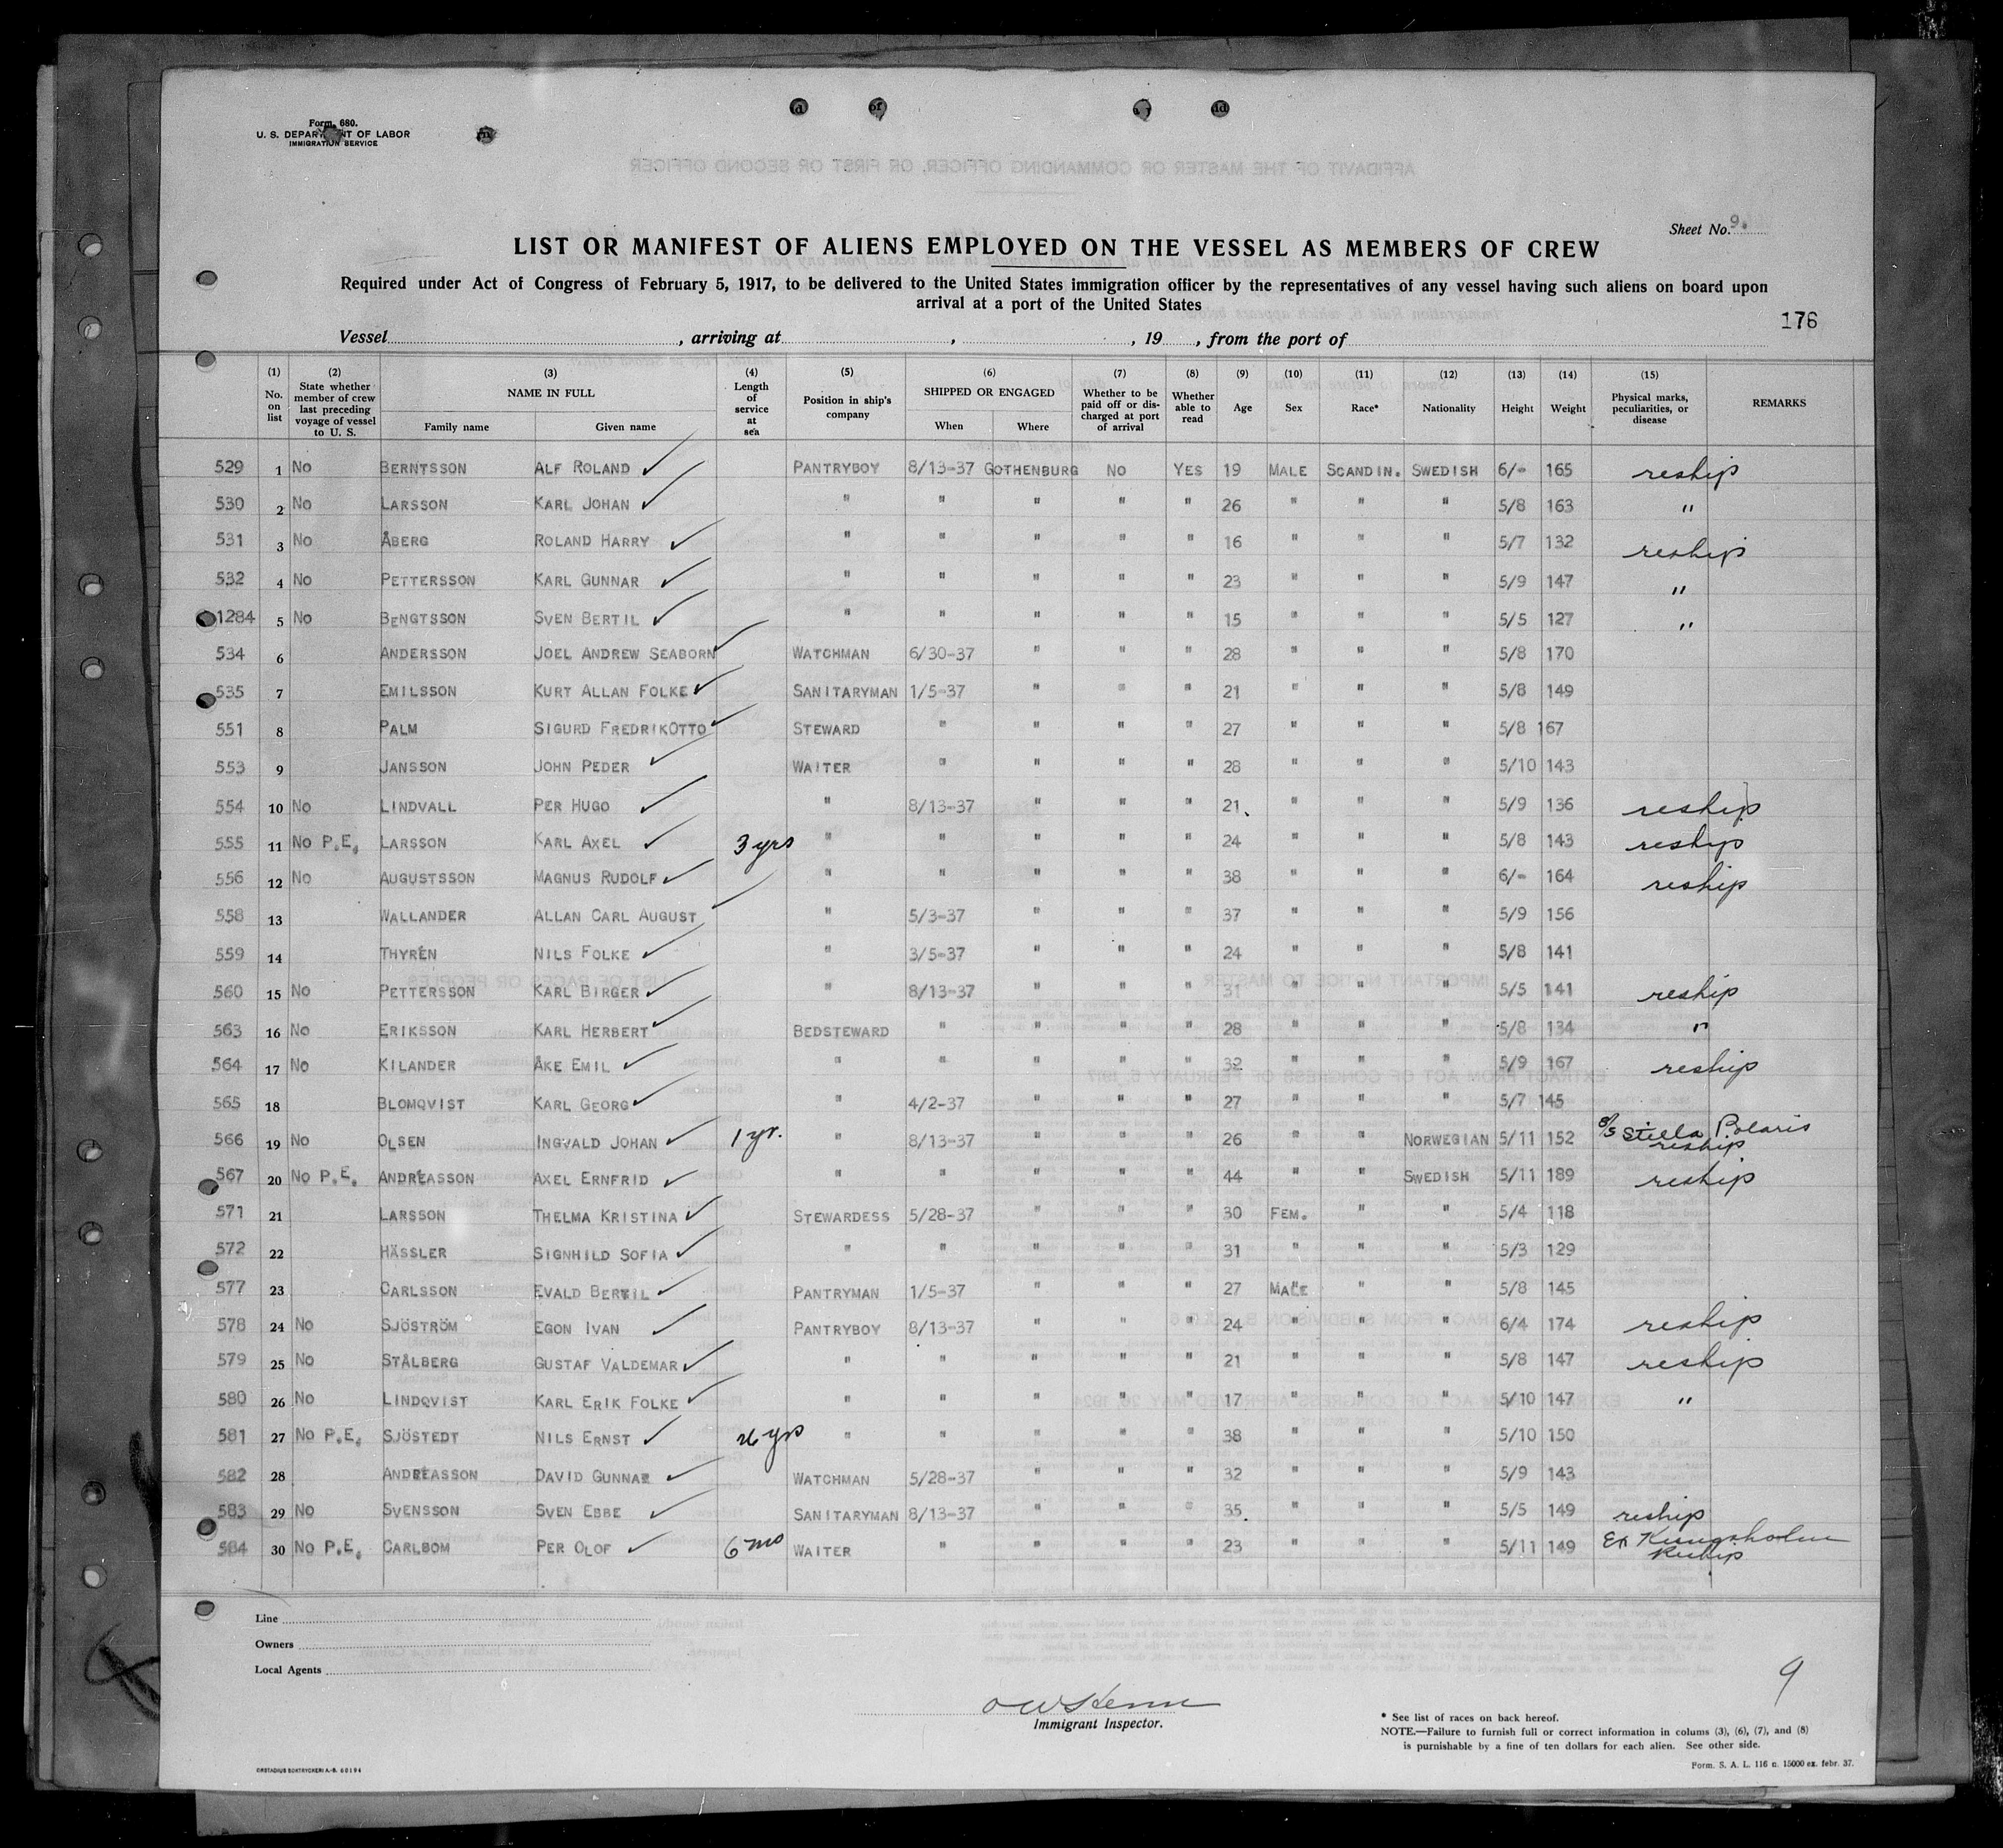 Form 680.
U. S. DEPARTMENT OF LABOR
IMMIGRATION SERVICE
Sheet No. 9.
LIST OR MANIFEST OF ALIENS EMPLOYED ON THE VESSEL AS MEMBERS OF CREW
Required under Act of Congress of February 5, 1917, to be delivered to the United States immigration officer by the representatives of any vessel having such aliens on board upon
arrival at a port of the United States
176
Vessel , arriving at , , 19 , from the port of
(1) No. on list (2) State whether member of crew last preceding voyage of vessel to U. S. (3) NAME IN FULL Family name Given name (4) Length of service at sea (5) Position in ship's company (6) SHIPPED OR ENGAGED When Where (7) Whether to be paid off or discharged at port of arrival (8) Whether able to read (9) Age (10) Sex (11) Race* (12) Nationality (13) Height (14) Weight (15) Physical marks, peculiarities, or disease REMARKS
529 1 No BERNTSSON ALF ROLAND PANTRYBOY 8/13-37 GOTHENBURG NO YES 19 MALE SCANDIN. SWEDISH 6/- 165 reship
530 2 No LARSSON KARL JOHAN " " " " " 26 " " " 5/8 163 "
531 3 No ÅBERG ROLAND HARRY " " " " " 16 " " " 5/7 132 reship
532 4 No PETTERSSON KARL GUNNAR " " " " " 23 " " " 5/9 147 "
1284 5 No BENGTSSON SVEN BERTIL " " " " " 15 " " " 5/5 127 "
534 6 ANDERSSON JOEL ANDREW SEABORN WATCHMAN 6/30-37 " " " 28 " " " 5/8 170
535 7 EMILSSON KURT ALLAN FOLKE SANITARYMAN 1/5-37 " " " 21 " " " 5/8 149
551 8 PALM SIGURD FREDRIKOTTO STEWARD " " " " 27 " " " 5/8 167
553 9 JANSSON JOHN PEDER WAITER " " " " 28 " " " 5/10 143
554 10 No LINDVALL PER HUGO " 8/13-37 " " " 21. " " " 5/9 136 reship
555 11 No P.E. LARSSON KARL AXEL 3 yrs " " " " " 24 " " " 5/8 143 reship
556 12 No AUGUSTSSON MAGNUS RUDOLF " " " " " 38 " " " 6/- 164 reship
558 13 WALLANDER ALLAN CARL AUGUST " 5/3-37 " " " 37 " " " 5/9 156
559 14 THYRÉN NILS FOLKE " 3/5-37 " " " 24 " " " 5/8 141
560 15 No PETTERSSON KARL BIRGER " 8/13-37 " " " 31 " " " 5/5 141 reship
563 16 No ERIKSSON KARL HERBERT BEDSTEWARD " " " " 28 " " " 5/8 134 "
564 17 No KILANDER ÅKE EMIL " " " " " 32 " " " 5/9 167 reship
565 18 BLOMQVIST KARL GEORG " 4/2-37 " " " 27 " " " 5/7 145
566 19 No OLSEN INGVALD JOHAN 1 yr. " 8/13-37 " " " 26 " " NORWEGIAN 5/11 152 S/S Stella Polaris reship
567 20 No P.E. ANDRÉASSON AXEL ERNFRID " " " " " 44 " " SWEDISH 5/11 189 reship
571 21 LARSSON THELMA KRISTINA STEWARDESS 5/28-37 " " " 30 FEM. " " 5/4 118
572 22 HÄSSLER SIGNHILD SOFIA " " " " " 31 " " " 5/3 129
577 23 CARLSSON EVALD BERTIL PANTRYMAN 1/5-37 " " " 27 MALE " " 5/8 145
578 24 No SJÖSTRÖM EGON IVAN PANTRYBOY 8/13-37 " " " 24 " " " 6/4 174 reship
579 25 No STÅLBERG GUSTAF VALDEMAR " " " " " 21 " " " 5/8 147 reship
580 26 No LINDQVIST KARL ERIK FOLKE " " " " " 17 " " " 5/10 147 "
581 27 No P.E. SJÖSTEDT NILS ERNST yrs " " " " " 38 " " " 5/10 150
582 28 ANDRÉASSON DAVID GUNNAR WATCHMAN 5/28-37 " " " 32 " " " 5/9 143
583 29 No SVENSSON SVEN EBBE SANITARYMAN 8/13-37 " " " 35. " " " 5/5 149 reship
584 30 No P.E. CARLBOM PER OLOF 6 mo WAITER " " " " 23 " " " 5/11 149 Ex Kungsholm Reship
Line
Owners
Local Agents
9
Immigrant Inspector.
* See list of races on back hereof.
NOTE.—Failure to furnish full or correct information in colums (3), (6), (7), and (8)
is purnishable by a fine of ten dollars for each alien. See other side.
Form. S. A. L. 116 c. 15000 ex. febr. 37.